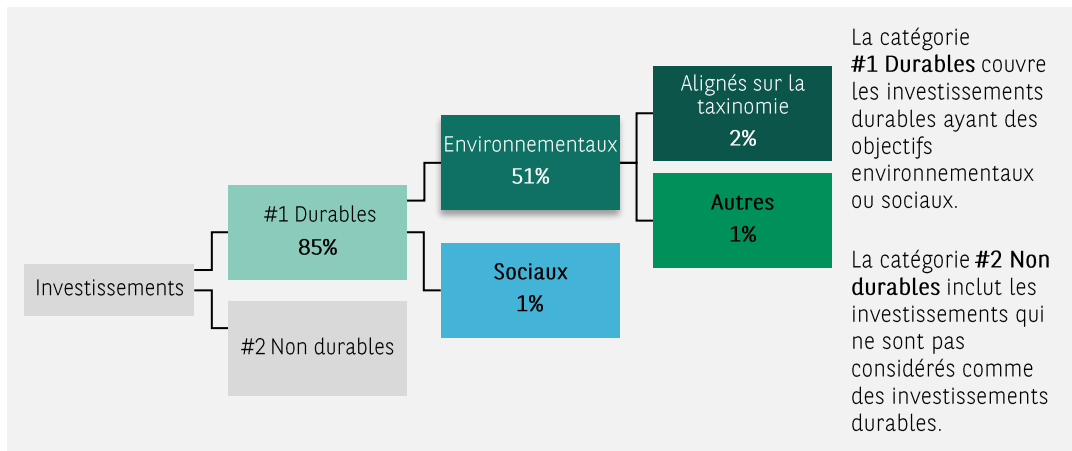 Investissements
#1 Durables
85%
#2 Non durables
Environnementaux
51%
Sociaux
1%
Alignés sur la
taxinomie
2%
Autres
1%
La catégorie
#1 Durables couvre
les investissements
durables ayant des
objectifs
environnementaux
ou sociaux.
La catégorie #2 Non
durables inclut les
investissements qui
ne sont pas
considérés comme
des investissements
durables.